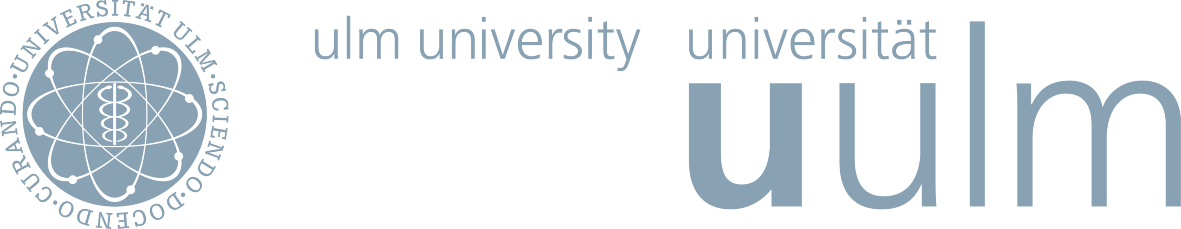 ·UNIVERSITÄT ULM·SCIENDO·DOCENDO·CURANDO
ulm university universität
uulm